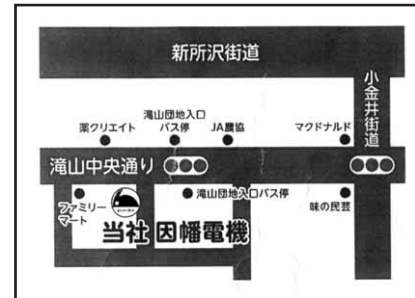 新所沢街道
小金井街道
滝山団地入口
バス停
薬クリエイト
JA農協
マクドナルド
滝山中央通り
滝山団地入口バス停
ファミリー
マート
味の民芸
当社 因幡電機